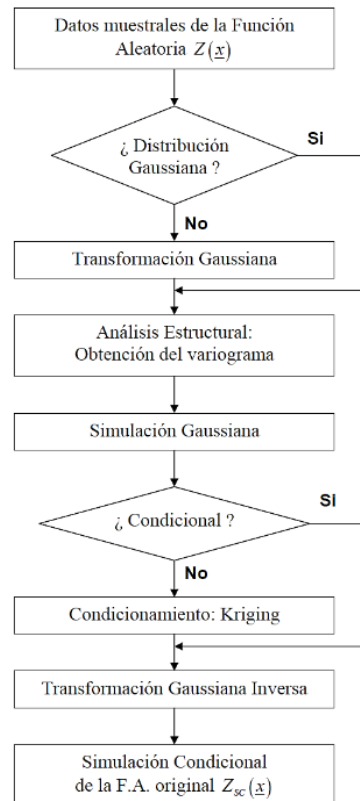 Datos muestrales de la Función
Aleatoria Z(x)
¿ Distribución
Gaussiana ?
Si
No
Transformación Gaussiana
Análisis Estructural:
Obtención del variograma
Simulación Gaussiana
¿ Condicional ?
SI
No
Condicionamiento: Kriging
Transformación Gaussiana Inversa
Simulación Condicional
de la F.A. original Zsc(x)